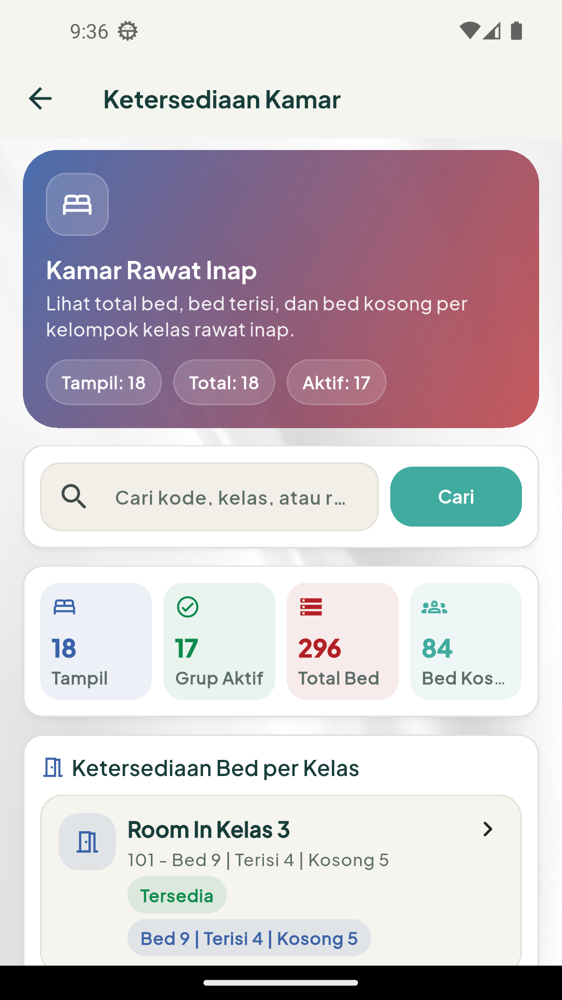 9:36
Ketersediaan Kamar
Kamar Rawat Inap
Lihat total bed, bed terisi, dan bed kosong per
kelompok kelas rawat inap.
Tampil: 18
Total: 18
Aktif: 17
Cari kode, kelas, atau r...
Cari
18
Tampil
17
Grup Aktif
296
Total Bed
84
Bed Kos...
Ketersediaan Bed per Kelas
Room In Kelas 3
101 - Bed 9 | Terisi 4 | Kosong 5
Tersedia
Bed 9 | Terisi 4 | Kosong 5